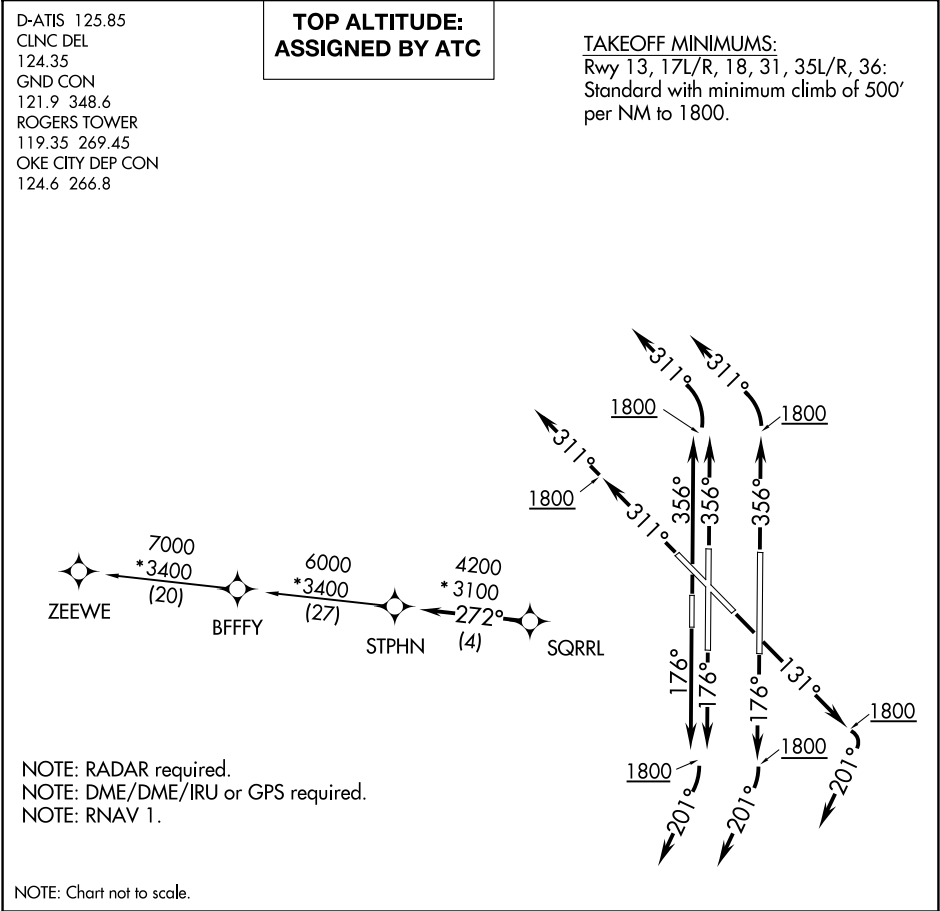 D-ATIS 125.85
CLNC DEL
124.35
GND CON
121.9 348.6
ROGERS TOWER
119.35 269.45
OKE CITY DEP CON
124.6 266.8
TOP ALTITUDE:
ASSIGNED BY ATC
TAKEOFF MINIMUMS:
Rwy 13, 17L/R, 18, 31, 35L/R, 36:
Standard with minimum climb of 500'
per NM to 1800.
311°
311°
1800
1800
311°
1800
356°
356°
356°
311°
7000
*3400
(20)
6000
*3400
(27)
4200
*3100
272°
(4)
ZEEWE
BFFFY
STPHN
SQRRL
176°
176°
176°
131°
1800
1800
1800
201°
201°
201°
NOTE: RADAR required.
NOTE: DME/DME/IRU or GPS required.
NOTE: RNAV 1.
NOTE: Chart not to scale.